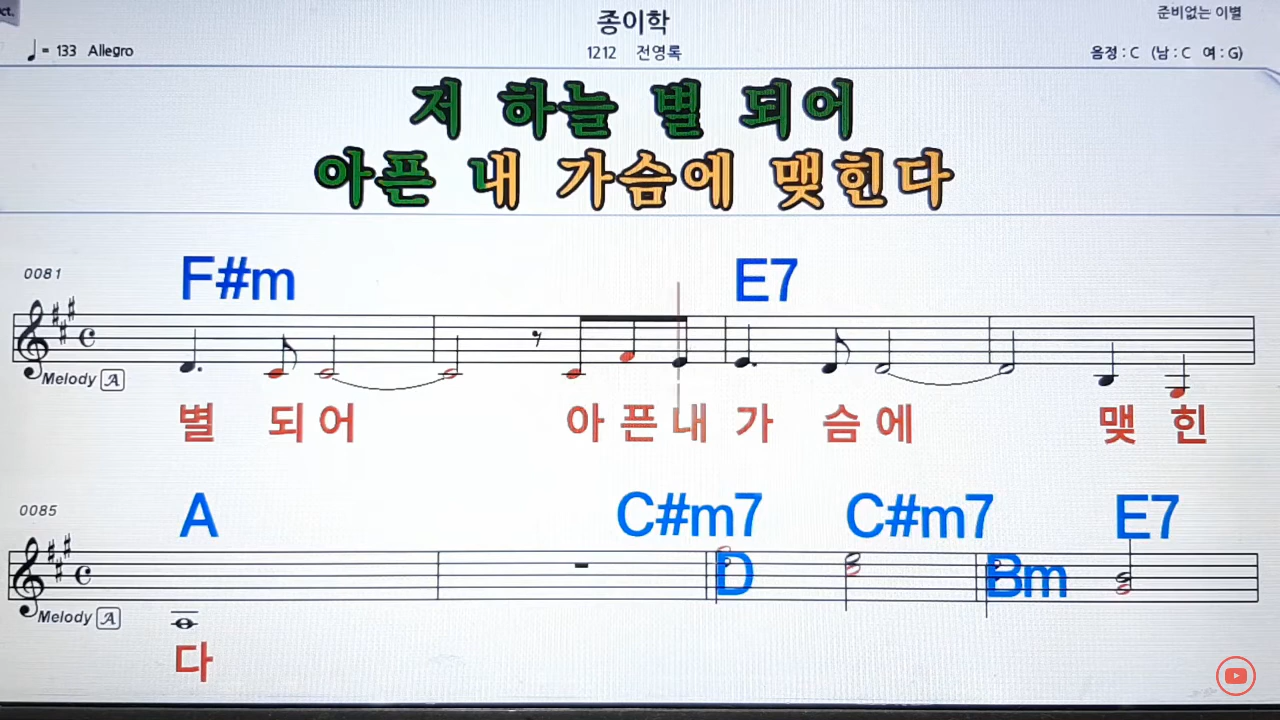 ct.
종이학
준비없는 이별
♩= 133 Allegro
1212 전영록
음정 : C (남 : C 여 : G)
저 하늘 별 되어
아픈 내 가슴에 맺힌다
0081
F#m E7
Melody A
별 되 어 아 픈 내 가 슴 에 맺 힌
0085
A C#m7 C#m7 E7
D Bm
Melody A
다